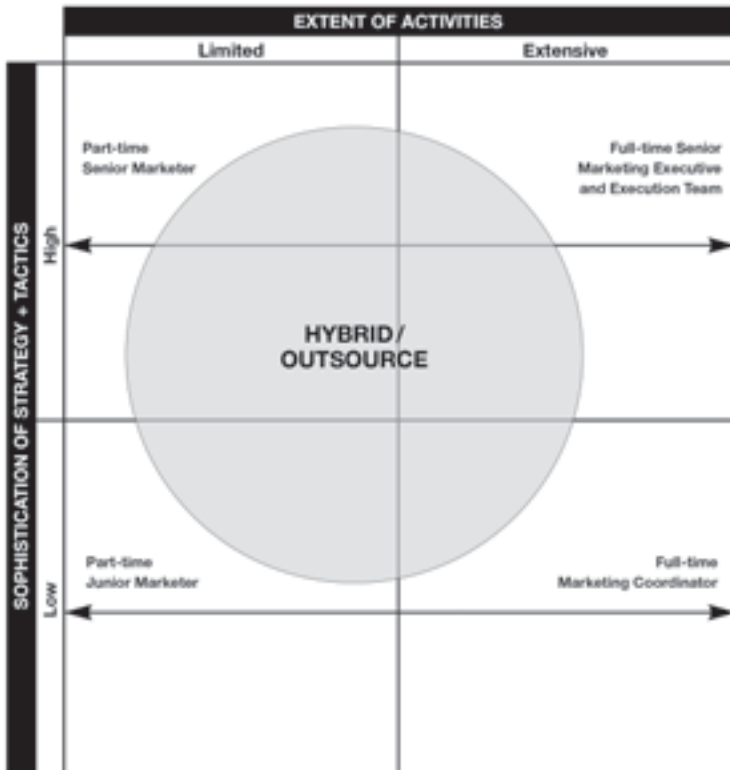 EXTENT OF ACTIVITIES
Limited
Extensive
SOPHISTICATION OF STRATEGY + TACTICS
High
Part-time
Senior Marketer
Full-time Senior
Marketing Executive
and Execution Team
HYBRID/
OUTSOURCE
Low
Part-time
Junior Marketer
Full-time
Marketing Coordinator